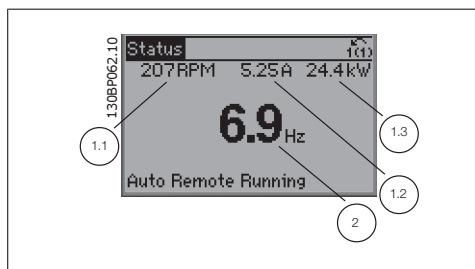 130BP062.10
Status
1(1)
207RPM 5.25A 24.4kW
6.9Hz
Auto Remote Running
1.1
1.3
1.2
2